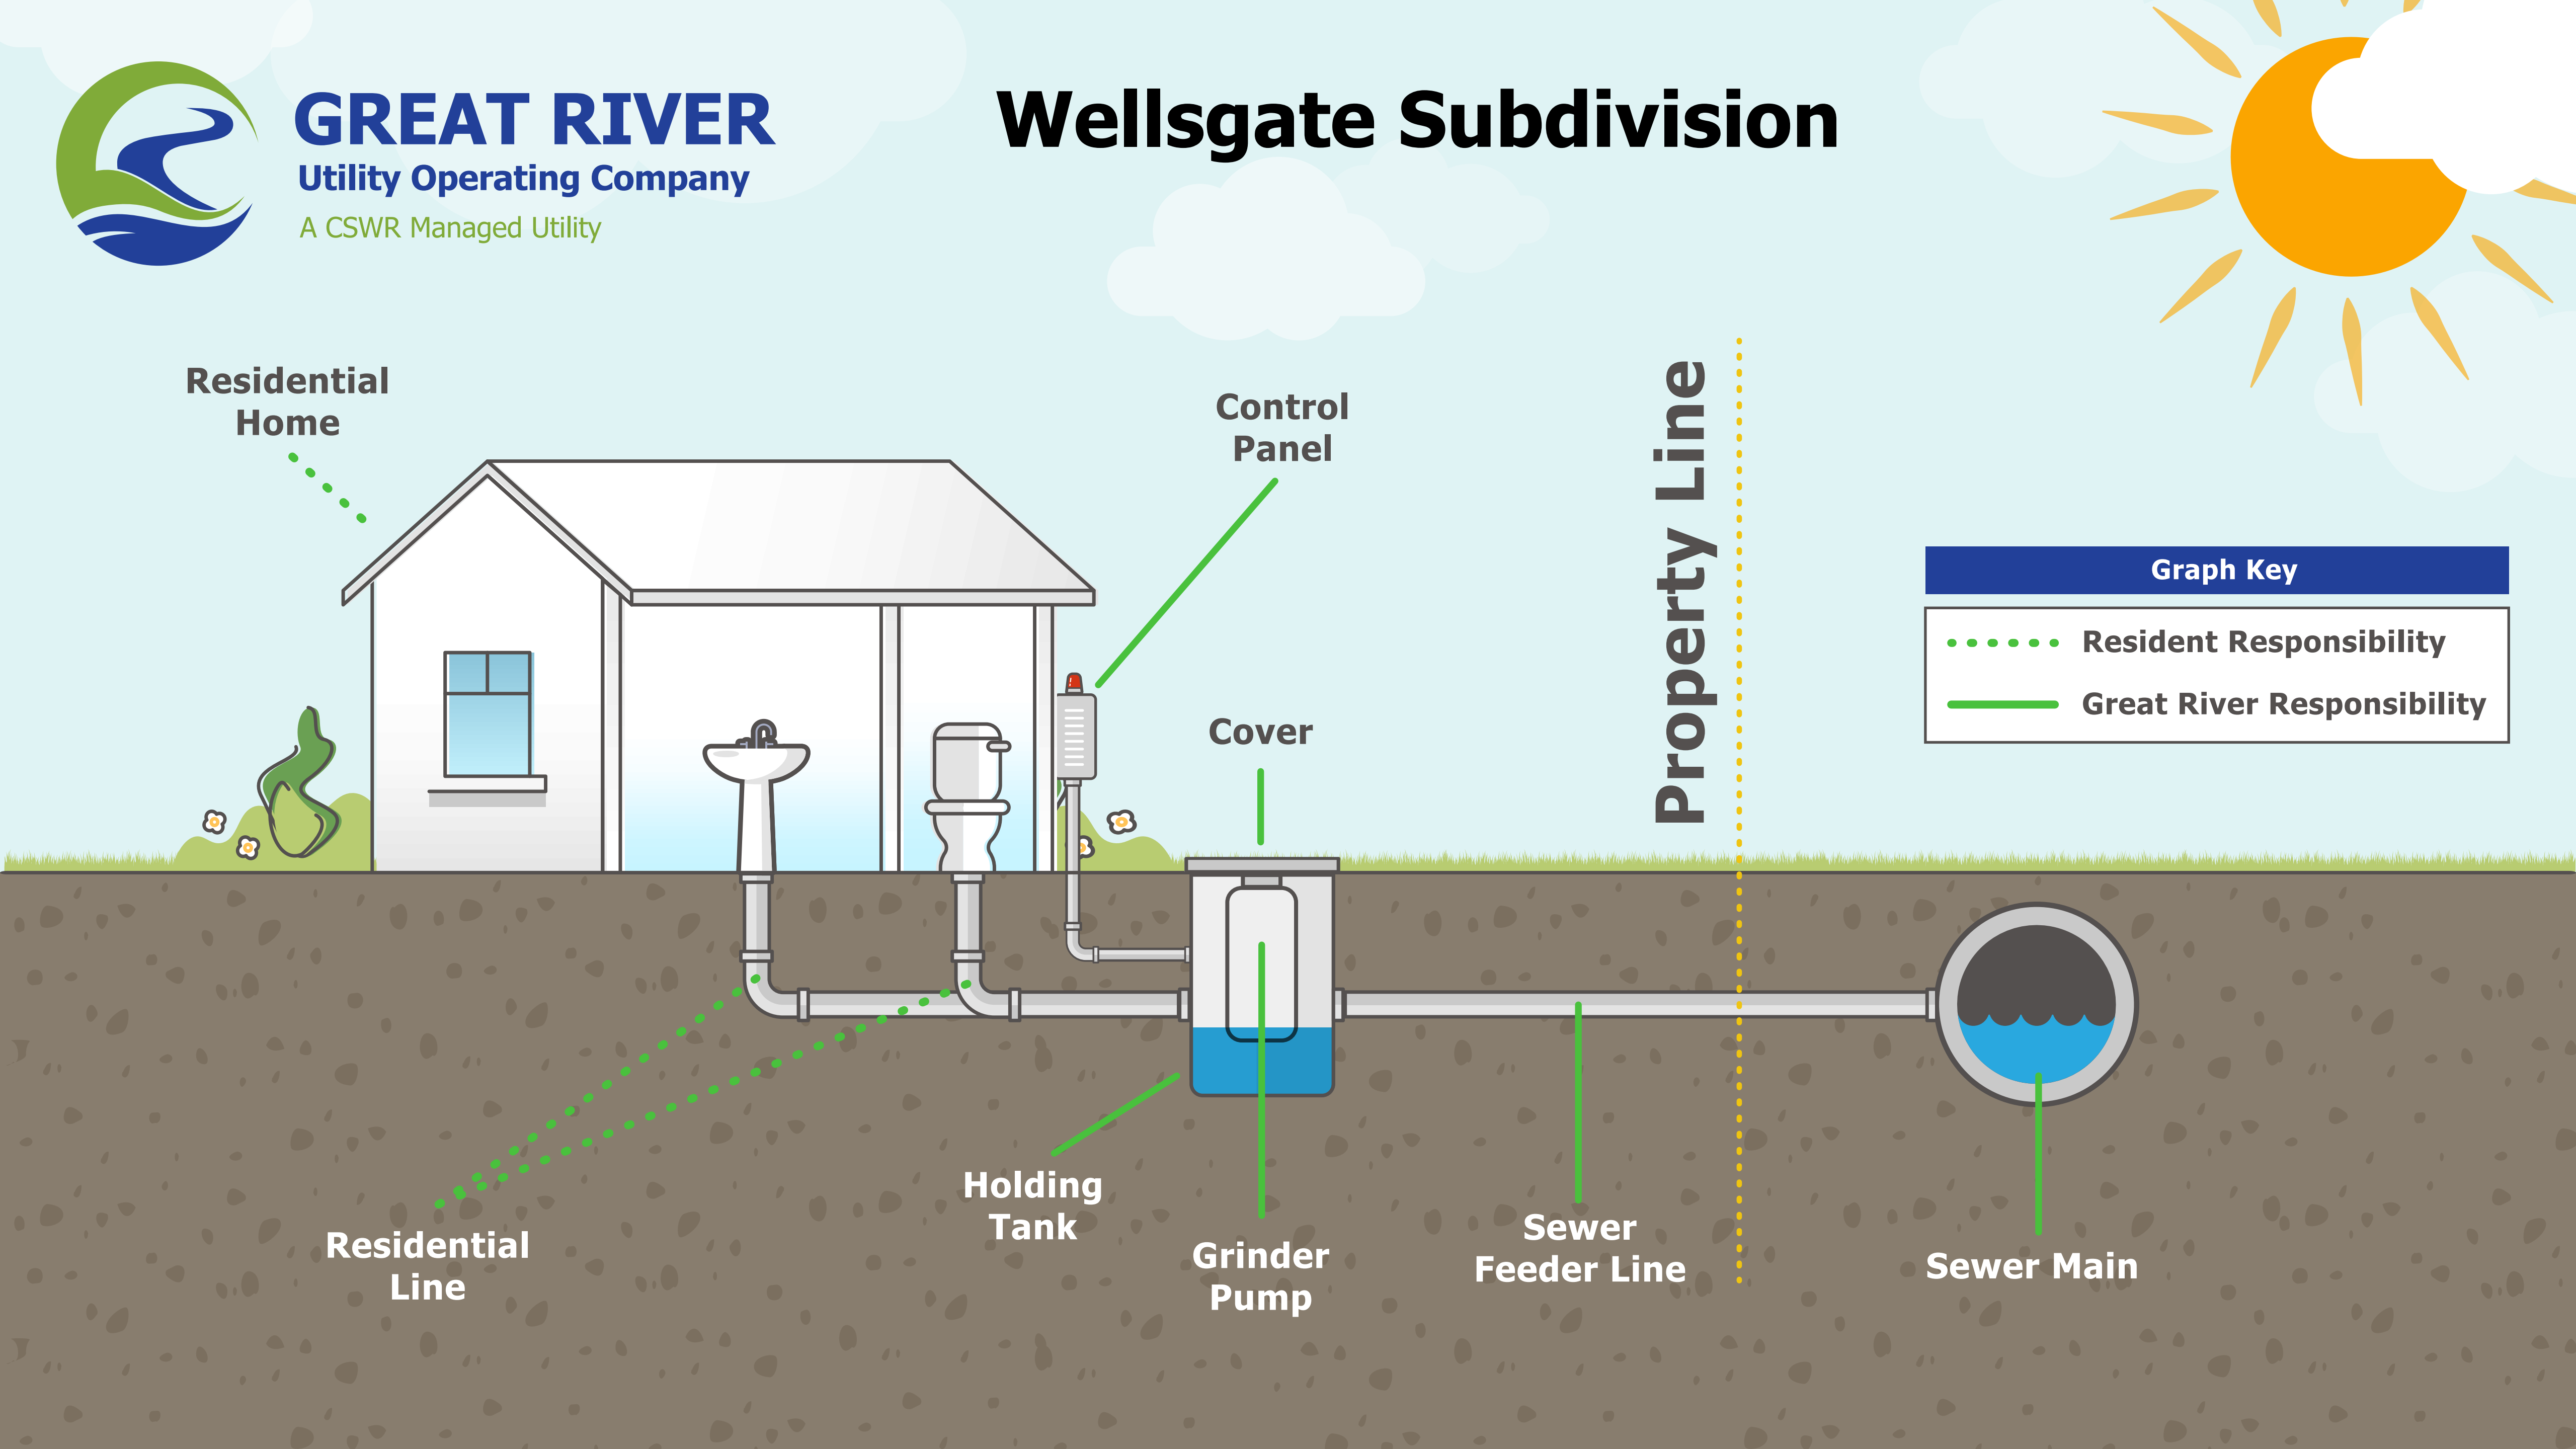 GREAT RIVER
Utility Operating Company
A CSWR Managed Utility
Wellsgate Subdivision
Residential
Home
Control
Panel
Cover
Property Line
Graph Key
Resident Responsibility
Great River Responsibility
Residential
Line
Holding
Tank
Grinder
Pump
Sewer
Feeder Line
Sewer Main